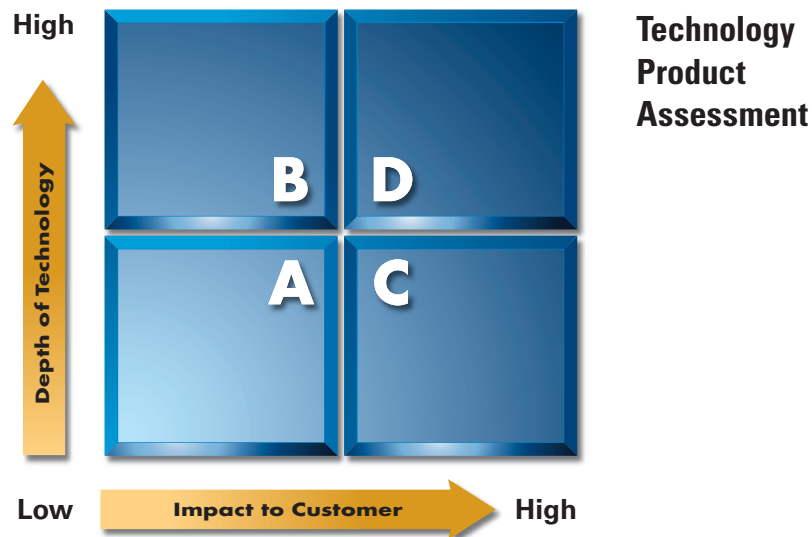 High
Technology
Product
Assessment
Depth of Technology
B
D
A
C
Low
Impact to Customer
High